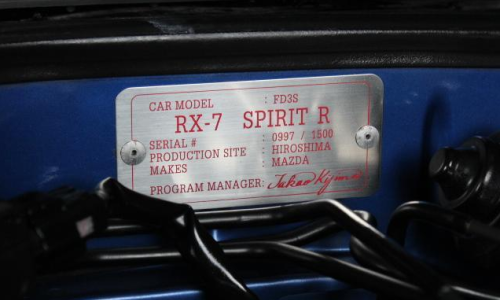 CAR MODEL : FD3S
RX-7 SPIRIT R
SERIAL # : 0997 / 1500
PRODUCTION SITE : HIROSHIMA
MAKES : MAZDA
PROGRAM MANAGER: